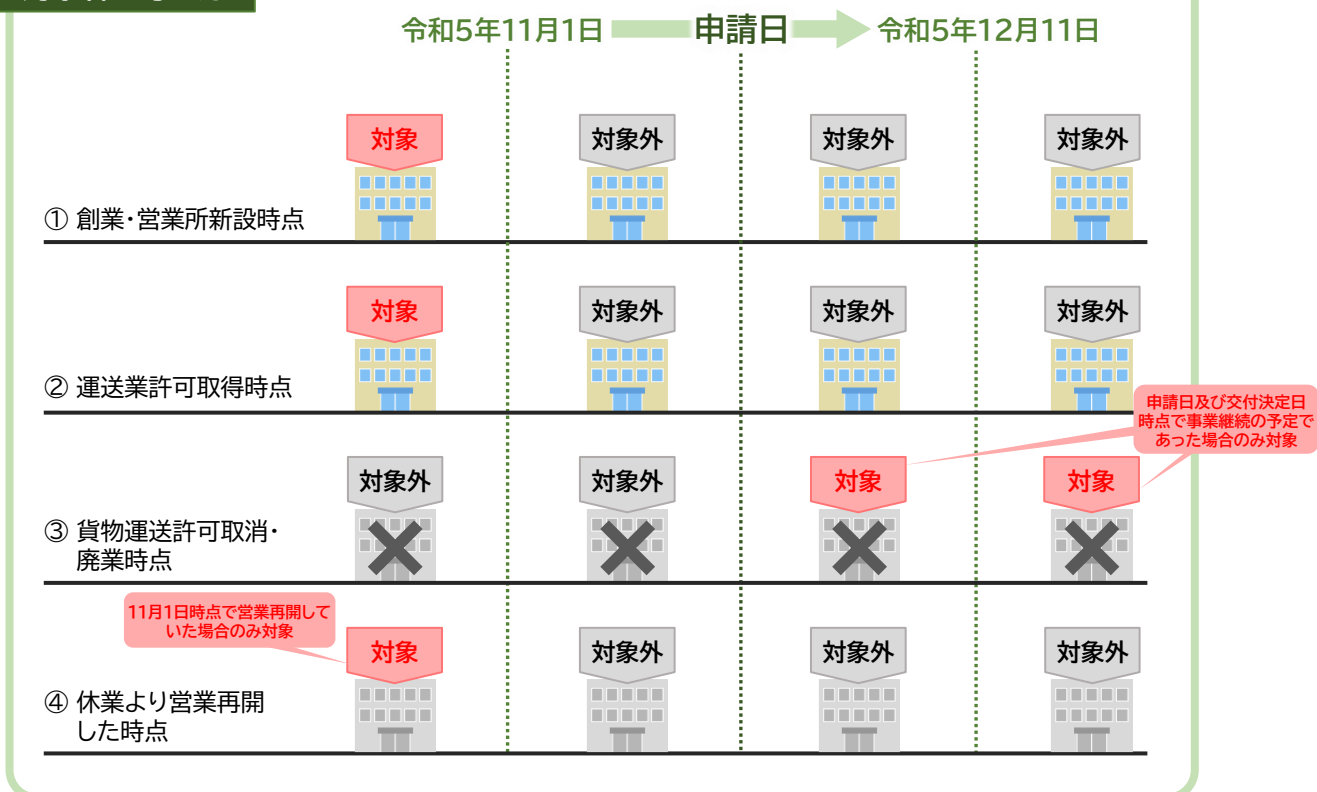 令和5年11月1日 申請日 令和5年12月11日
対象 対象外 対象外 対象外
① 創業・営業所新設時点
対象 対象外 対象外 対象外
② 運送業許可取得時点
申請日及び交付決定日
時点で事業継続の予定で
あった場合のみ対象
対象外 対象外 対象 対象
③ 貨物運送許可取消・
廃業時点
11月1日時点で営業再開して
いた場合のみ対象
対象 対象外 対象外 対象外
④ 休業より営業再開
した時点